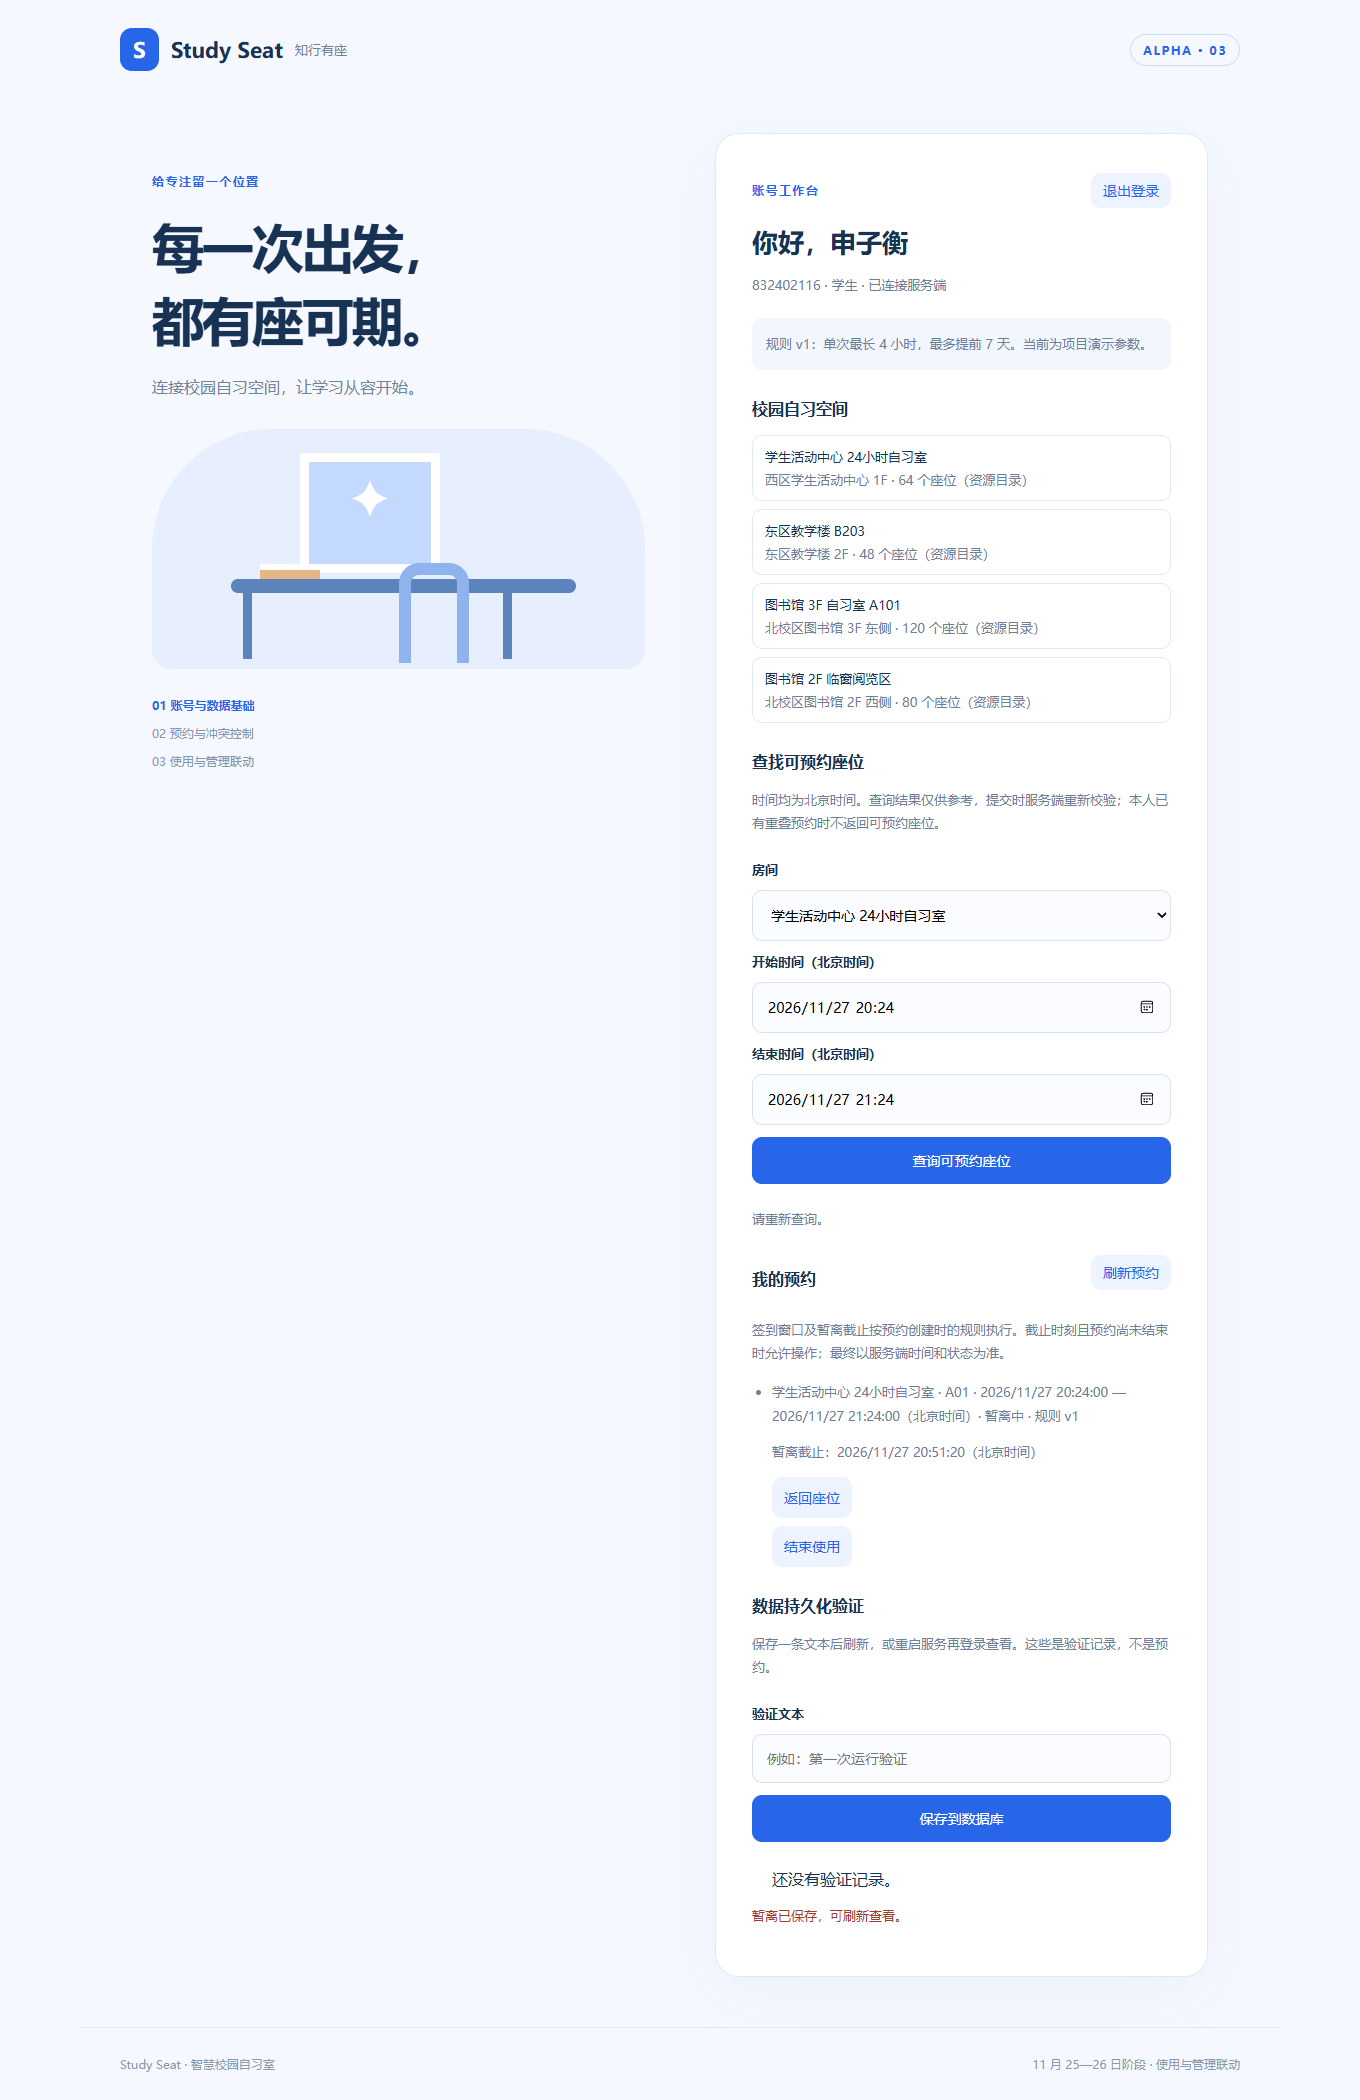 S Study Seat 知行有座
ALPHA • 03
给专注留一个位置
每一次出发，
都有座可期。
连接校园自习空间，让学习从容开始。
01 账号与数据基础
02 预约与冲突控制
03 使用与管理联动
账号工作台
退出登录
你好，申子衡
832402116 · 学生 · 已连接服务端
规则 v1：单次最长 4 小时，最多提前 7 天。当前为项目演示参数。
校园自习空间
学生活动中心 24小时自习室
西区学生活动中心 1F · 64 个座位（资源目录）
东区教学楼 B203
东区教学楼 2F · 48 个座位（资源目录）
图书馆 3F 自习室 A101
北校区图书馆 3F 东侧 · 120 个座位（资源目录）
图书馆 2F 临窗阅览区
北校区图书馆 2F 西侧 · 80 个座位（资源目录）
查找可预约座位
时间均为北京时间。查询结果仅供参考，提交时服务端重新校验；本人已
有重叠预约时不返回可预约座位。
房间
学生活动中心 24小时自习室
开始时间（北京时间）
2026/11/27 20:24
结束时间（北京时间）
2026/11/27 21:24
查询可预约座位
请重新查询。
我的预约
刷新预约
签到窗口及暂离截止按预约创建时的规则执行。截止时刻且预约尚未结束
时允许操作；最终以服务端时间和状态为准。
学生活动中心 24小时自习室 · A01 · 2026/11/27 20:24:00 —
2026/11/27 21:24:00（北京时间）· 暂离中 · 规则 v1
暂离截止：2026/11/27 20:51:20（北京时间）
返回座位
结束使用
数据持久化验证
保存一条文本后刷新，或重启服务再登录查看。这些是验证记录，不是预
约。
验证文本
例如：第一次运行验证
保存到数据库
还没有验证记录。
暂离已保存，可刷新查看。
Study Seat · 智慧校园自习室
11 月 25—26 日阶段 · 使用与管理联动